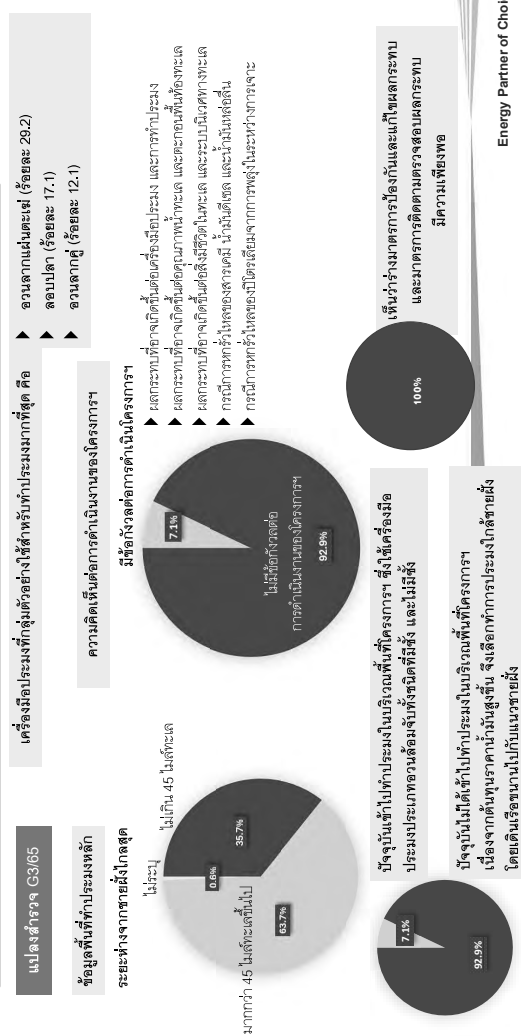 แปลงสำรวจ G3/65
เครื่องมือประมงที่กลุ่มตัวอย่างใช้สำหรับทำประมงมากที่สุด คือ
อวนลากแผ่นตะเฆ่ (ร้อยละ 29.2)
ลอบปลา (ร้อยละ 17.1)
อวนลากคู่ (ร้อยละ 12.1)
ข้อมูลพื้นที่ทำประมงหลัก
ระยะห่างจากชายฝั่งไกลสุด
ไม่ระบุ
ไม่เกิน 45 ไมล์ทะเล
0.6%
35.7%
63.7%
มากกว่า 45 ไมล์ทะเลขึ้นไป
ความคิดเห็นต่อการดำเนินงานของโครงการฯ
มีข้อกังวลต่อการดำเนินโครงการฯ
7.1%
ไม่มีข้อกังวลต่อ
การดำเนินงานของโครงการฯ
92.9%
ผลกระทบที่อาจเกิดขึ้นต่อเครื่องมือประมง และการทำประมง
ผลกระทบที่อาจเกิดขึ้นต่อคุณภาพน้ำทะเล และตะกอนพื้นท้องทะเล
ผลกระทบที่อาจเกิดขึ้นต่อสิ่งมีชีวิตในทะเล และระบบนิเวศทางทะเล
กรณีการหกรั่วไหลของสารเคมี น้ำมันดีเซล และน้ำมันหล่อลื่น
กรณีการหกรั่วไหลของปิโตรเลียมจากการพลุ่งในระหว่างการเจาะ
7.1%
92.9%
ปัจจุบันเข้าไปทำประมงในบริเวณพื้นที่โครงการฯ ซึ่งใช้เครื่องมือ
ประมงประเภทอวนล้อมจับทั้งชนิดที่มีซั้ง และไม่มีซั้ง
ปัจจุบันไม่ได้เข้าไปทำประมงในบริเวณพื้นที่โครงการฯ
เนื่องจากต้นทุนราคาน้ำมันสูงขึ้น จึงเลือกทำการประมงใกล้ชายฝั่ง
โดยเดินเรือขนานไปกับแนวชายฝั่ง
100%
เห็นว่าร่างมาตรการป้องกันและแก้ไขผลกระทบ
และมาตรการติดตามตรวจสอบผลกระทบ
มีความเพียงพอ
Energy Partner of